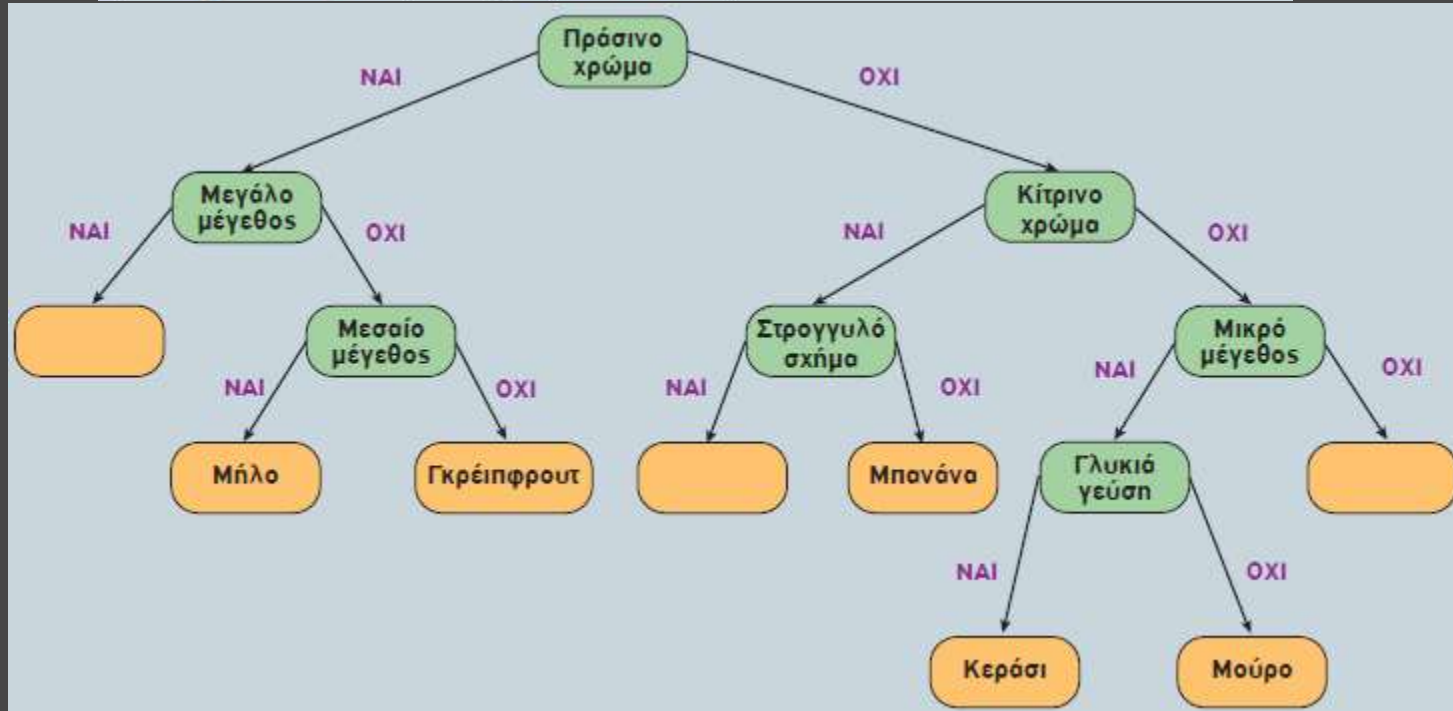 Πράσινο
χρώμα
ΝΑΙ
ΟΧΙ
Μεγάλο
μέγεθος
Κίτρινο
χρώμα
ΝΑΙ
ΟΧΙ
ΝΑΙ
ΟΧΙ
Μεσαίο
μέγεθος
Στρογγυλό
σχήμα
Μικρό
μέγεθος
ΝΑΙ
ΟΧΙ
ΝΑΙ
ΟΧΙ
ΝΑΙ
ΟΧΙ
Μήλο
Γκρέιπφρουτ
Μπανάνα
Γλυκιά
γεύση
ΝΑΙ
ΟΧΙ
Κεράσι
Μούρο